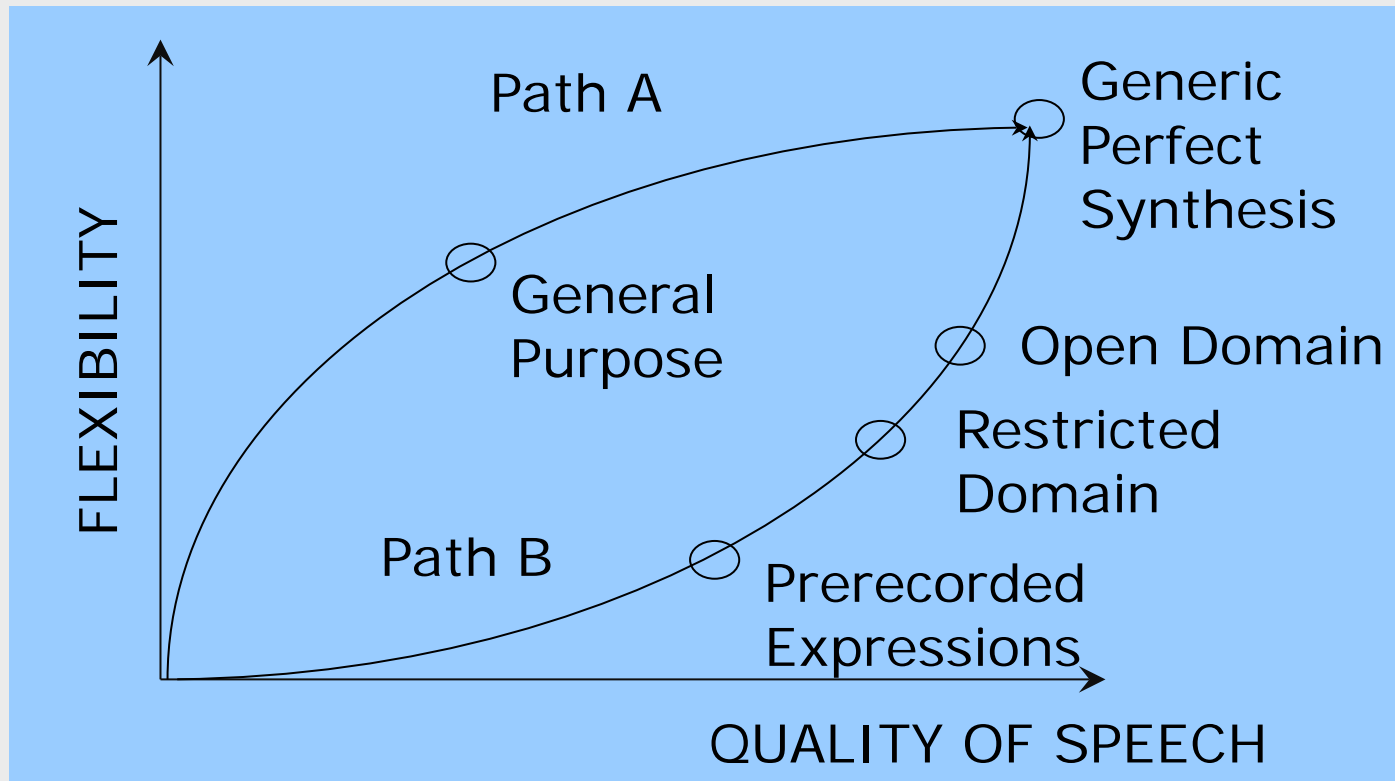 Path A
Generic
Perfect
Synthesis
FLEXIBILITY
General
Purpose
Open Domain
Restricted
Domain
Path B
Prerecorded
Expressions
QUALITY OF SPEECH